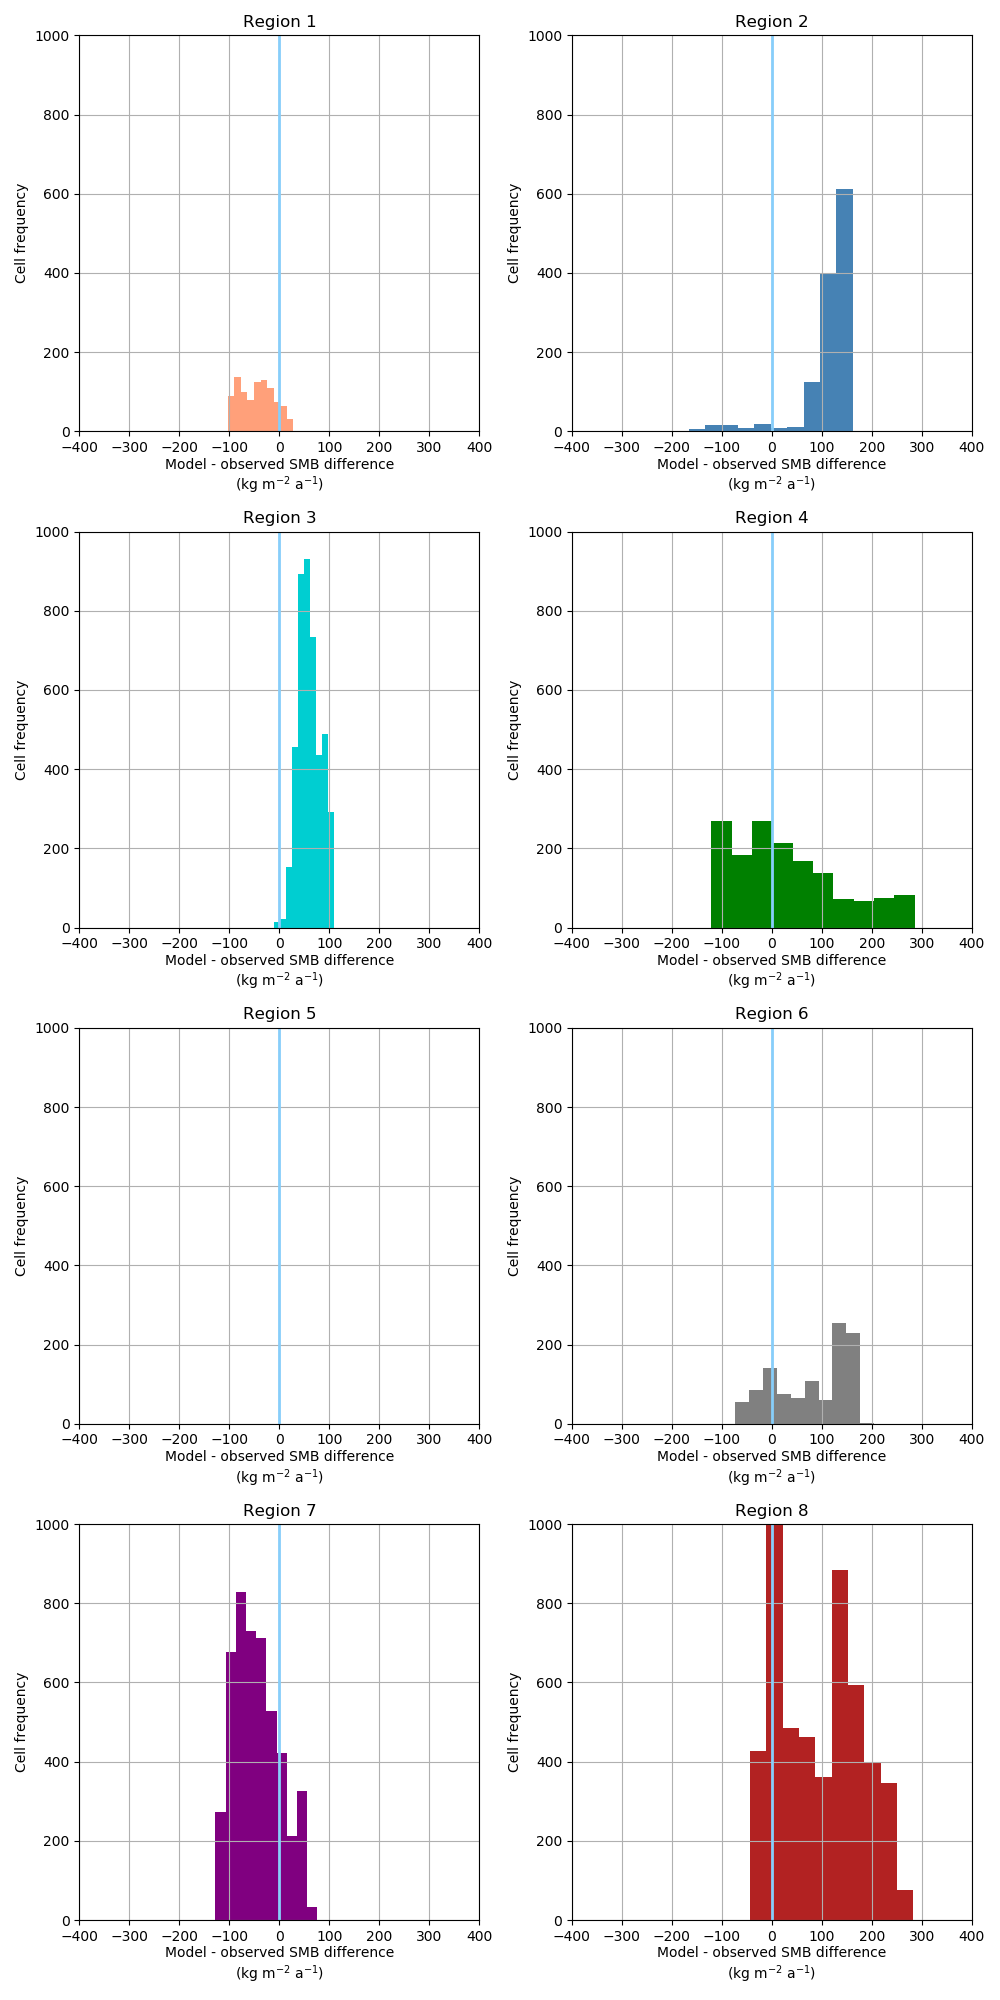 Region 1
1000
800
600
400
200
0
Cell frequency
−400 −300 −200 −100 0 100 200 300 400
Model - observed SMB difference
(kg m⁻² a⁻¹)
Region 2
1000
800
600
400
200
0
Cell frequency
−400 −300 −200 −100 0 100 200 300 400
Model - observed SMB difference
(kg m⁻² a⁻¹)
Region 3
1000
800
600
400
200
0
Cell frequency
−400 −300 −200 −100 0 100 200 300 400
Model - observed SMB difference
(kg m⁻² a⁻¹)
Region 4
1000
800
600
400
200
0
Cell frequency
−400 −300 −200 −100 0 100 200 300 400
Model - observed SMB difference
(kg m⁻² a⁻¹)
Region 5
1000
800
600
400
200
0
Cell frequency
−400 −300 −200 −100 0 100 200 300 400
Model - observed SMB difference
(kg m⁻² a⁻¹)
Region 6
1000
800
600
400
200
0
Cell frequency
−400 −300 −200 −100 0 100 200 300 400
Model - observed SMB difference
(kg m⁻² a⁻¹)
Region 7
1000
800
600
400
200
0
Cell frequency
−400 −300 −200 −100 0 100 200 300 400
Model - observed SMB difference
(kg m⁻² a⁻¹)
Region 8
1000
800
600
400
200
0
Cell frequency
−400 −300 −200 −100 0 100 200 300 400
Model - observed SMB difference
(kg m⁻² a⁻¹)